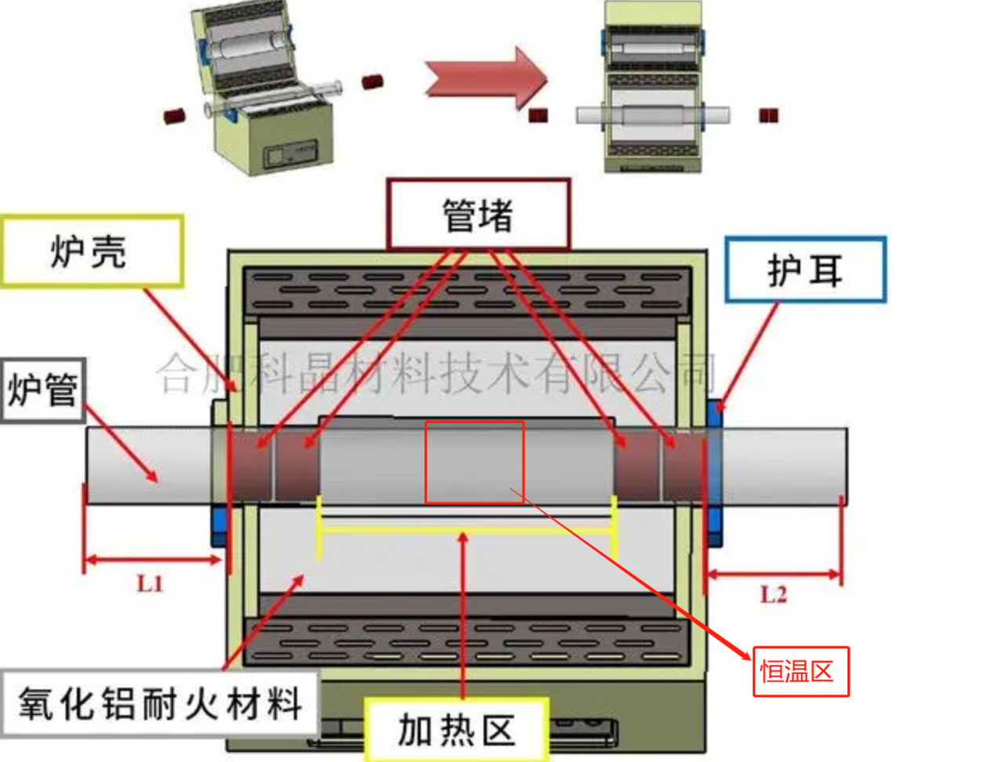 管堵
炉壳
护耳
炉管
合肥科晶材料技术有限公司
L1
L2
恒温区
氧化铝耐火材料
加热区